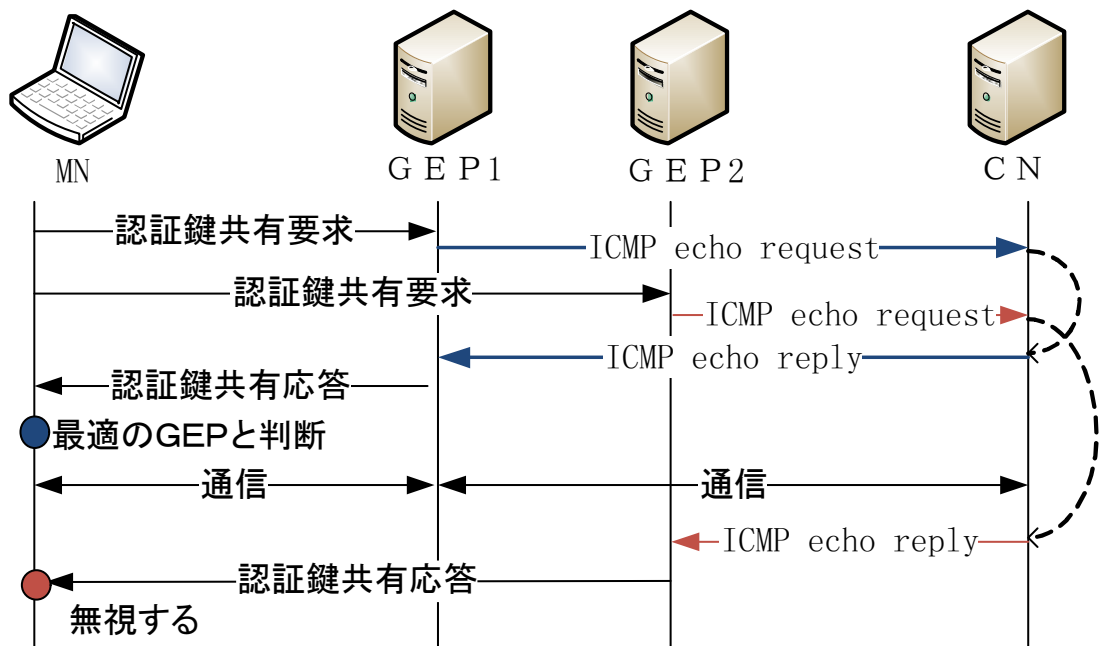 MN
ＧＥＰ1
ＧＥＰ2
ＣＮ
認証鍵共有要求
ICMP echo request
認証鍵共有要求
ICMP echo request
ICMP echo reply
認証鍵共有応答
最適のGEPと判断
通信
通信
ICMP echo reply
認証鍵共有応答
無視する